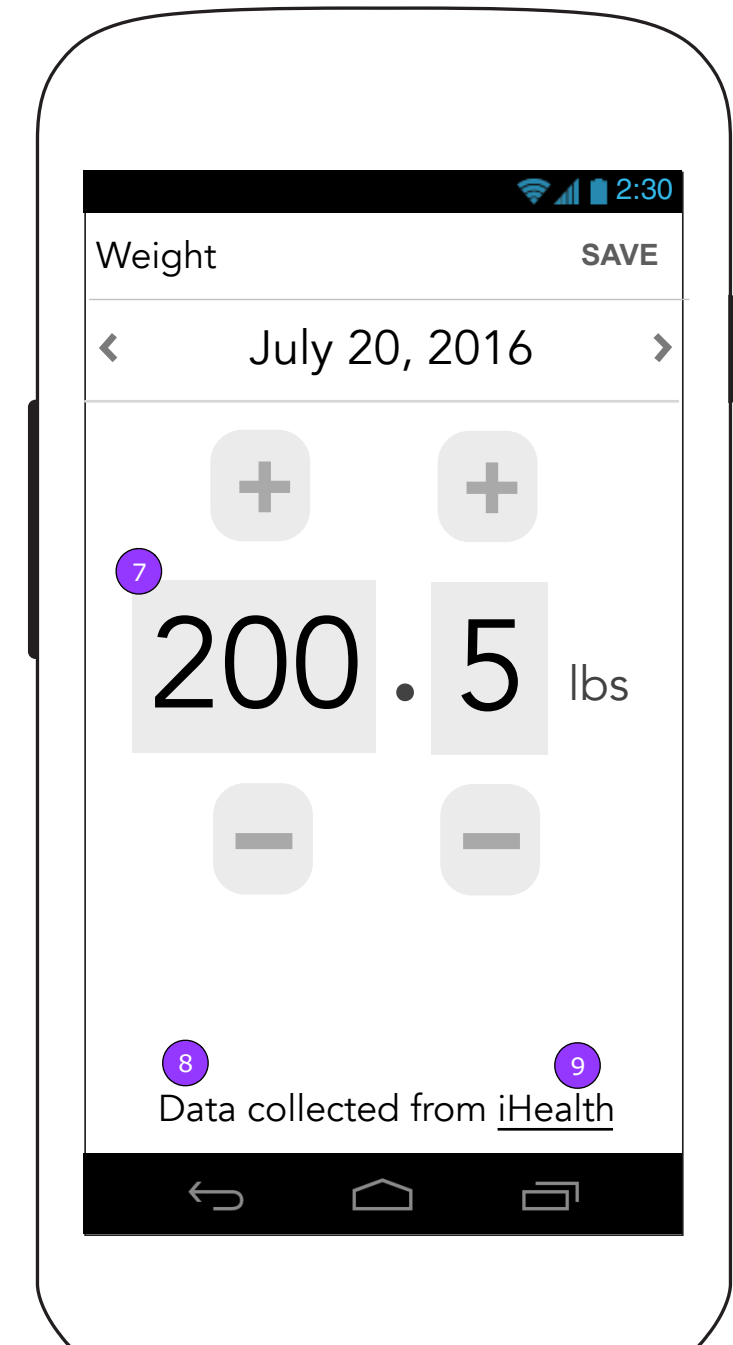 2:30
Weight SAVE
July 20, 2016
7
200 . 5 lbs
8 9
Data collected from iHealth